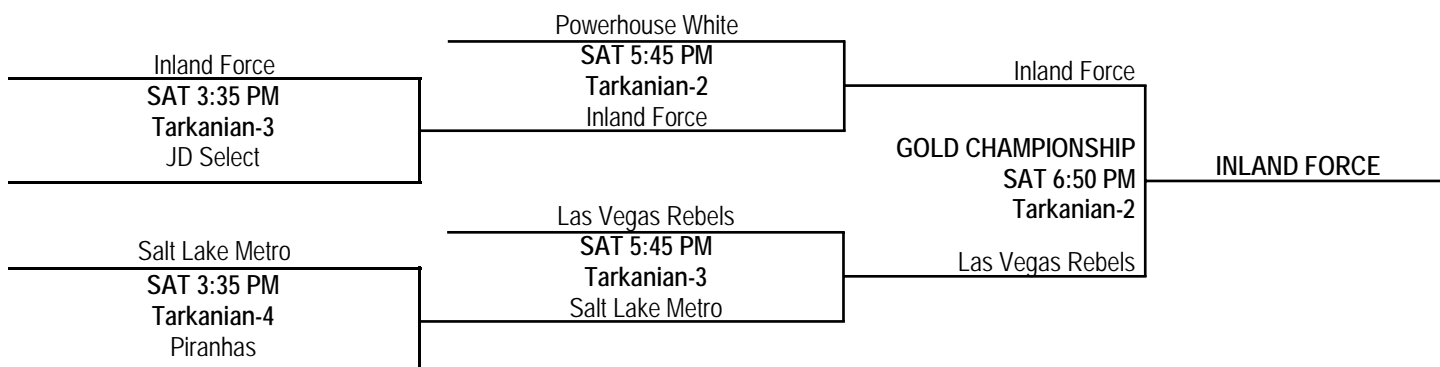 Inland Force
SAT 3:35 PM
Tarkanian-3
JD Select
Salt Lake Metro
SAT 3:35 PM
Tarkanian-4
Piranhas
Powerhouse White
SAT 5:45 PM
Tarkanian-2
Inland Force
Las Vegas Rebels
SAT 5:45 PM
Tarkanian-3
Salt Lake Metro
Inland Force
GOLD CHAMPIONSHIP
SAT 6:50 PM
Tarkanian-2
Las Vegas Rebels
INLAND FORCE